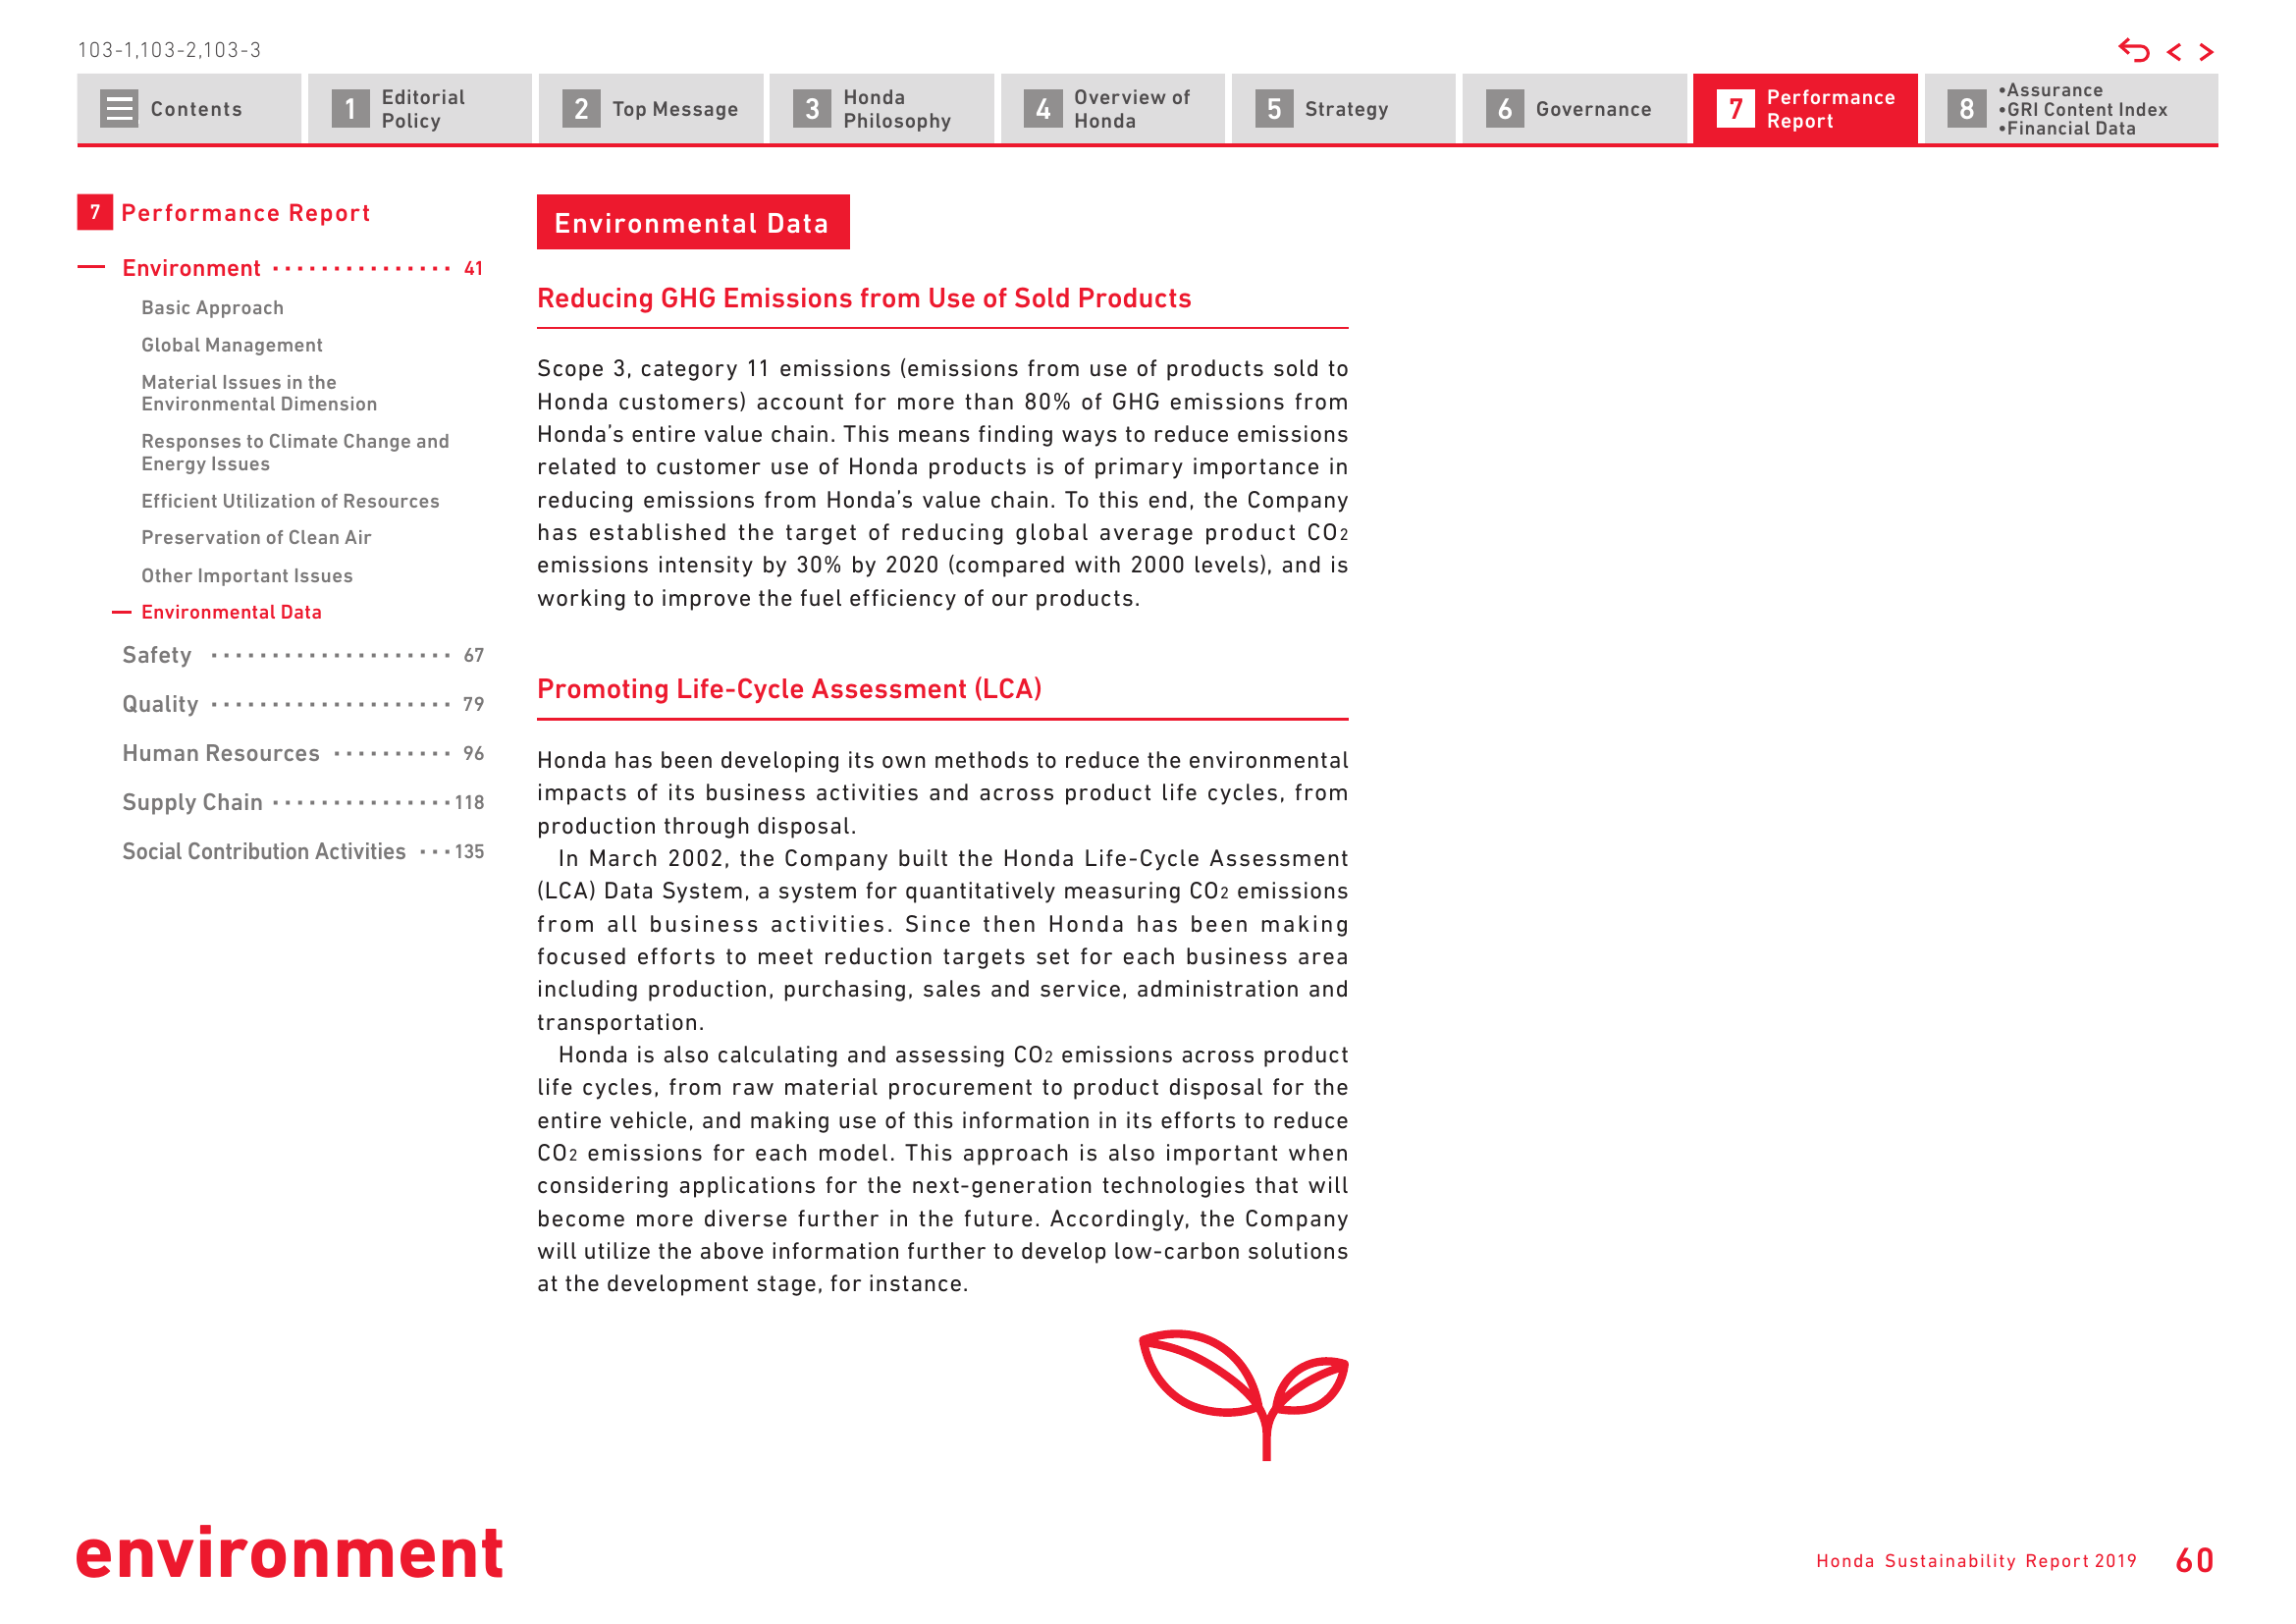 103-1,103-2,103-3
Contents
1 Editorial
Policy
2 Top Message
3 Honda
Philosophy
4 Overview of
Honda
5 Strategy
6 Governance
7 Performance
Report
8 •Assurance
•GRI Content Index
•Financial Data
7 Performance Report
Environment ··············· 41
Basic Approach
Global Management
Material Issues in the
Environmental Dimension
Responses to Climate Change and
Energy Issues
Efficient Utilization of Resources
Preservation of Clean Air
Other Important Issues
Environmental Data
Safety ···················· 67
Quality ···················· 79
Human Resources ·········· 96
Supply Chain ···············118
Social Contribution Activities ···135
Environmental Data
Reducing GHG Emissions from Use of Sold Products
Scope 3, category 11 emissions (emissions from use of products sold to
Honda customers) account for more than 80% of GHG emissions from
Honda's entire value chain. This means finding ways to reduce emissions
related to customer use of Honda products is of primary importance in
reducing emissions from Honda's value chain. To this end, the Company
has established the target of reducing global average product CO2
emissions intensity by 30% by 2020 (compared with 2000 levels), and is
working to improve the fuel efficiency of our products.
Promoting Life-Cycle Assessment (LCA)
Honda has been developing its own methods to reduce the environmental
impacts of its business activities and across product life cycles, from
production through disposal.
In March 2002, the Company built the Honda Life-Cycle Assessment
(LCA) Data System, a system for quantitatively measuring CO2 emissions
from all business activities. Since then Honda has been making
focused efforts to meet reduction targets set for each business area
including production, purchasing, sales and service, administration and
transportation.
Honda is also calculating and assessing CO2 emissions across product
life cycles, from raw material procurement to product disposal for the
entire vehicle, and making use of this information in its efforts to reduce
CO2 emissions for each model. This approach is also important when
considering applications for the next-generation technologies that will
become more diverse further in the future. Accordingly, the Company
will utilize the above information further to develop low-carbon solutions
at the development stage, for instance.
environment
Honda Sustainability Report 2019 60